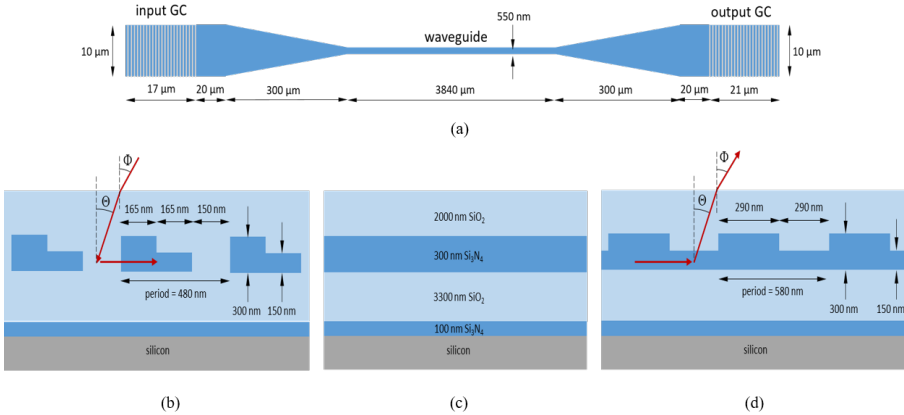 input GC
output GC
550 nm
waveguide
10 µm
10 µm
17 µm
20 µm
300 µm
3840 µm
300 µm
20 µm
21 µm
(a)
Φ
Θ
165 nm
165 nm
150 nm
period = 480 nm
300 nm
150 nm
silicon
(b)
2000 nm SiO2
300 nm Si3N4
3300 nm SiO2
100 nm Si3N4
silicon
(c)
Φ
Θ
290 nm
290 nm
period = 580 nm
300 nm
150 nm
silicon
(d)